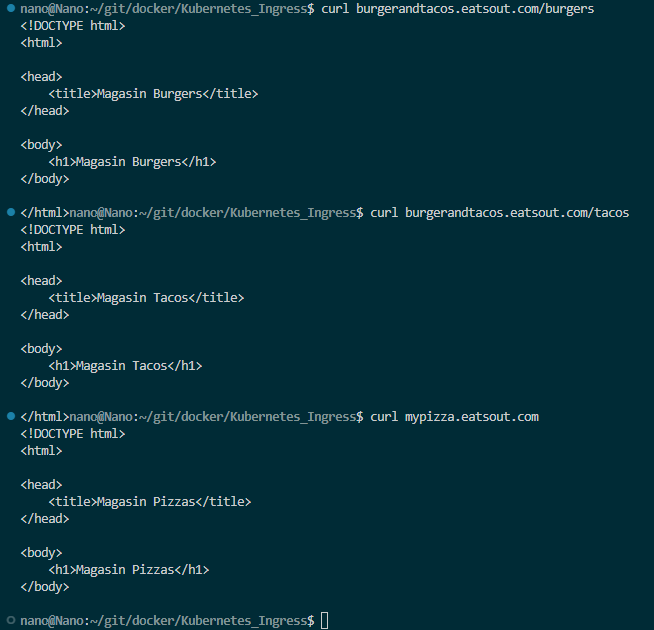 nano@Nano:~/git/docker/Kubernetes_Ingress$ curl burgerandtacos.eatsout.com/burgers
<!DOCTYPE html>
<html>
<head>
<title>Magasin Burgers</title>
</head>
<body>
<h1>Magasin Burgers</h1>
</body>
</html>nano@Nano:~/git/docker/Kubernetes_Ingress$ curl burgerandtacos.eatsout.com/tacos
<!DOCTYPE html>
<html>
<head>
<title>Magasin Tacos</title>
</head>
<body>
<h1>Magasin Tacos</h1>
</body>
</html>nano@Nano:~/git/docker/Kubernetes_Ingress$ curl mypizza.eatsout.com
<!DOCTYPE html>
<html>
<head>
<title>Magasin Pizzas</title>
</head>
<body>
<h1>Magasin Pizzas</h1>
</body>
nano@Nano:~/git/docker/Kubernetes_Ingress$